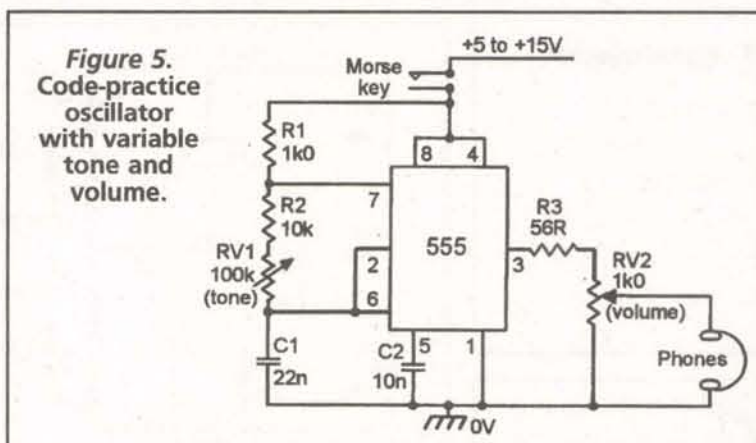 Figure 5.
Code-practice
oscillator
with variable
tone and
volume.
+5 to +15V
Morse
key
R1
1k0
8
4
7
R2
10k
R3
56R
RV1
100k
(tone)
2
555
3
RV2
1k0
(volume)
6
C1
22n
C2
10n
5
1
Phones
0V